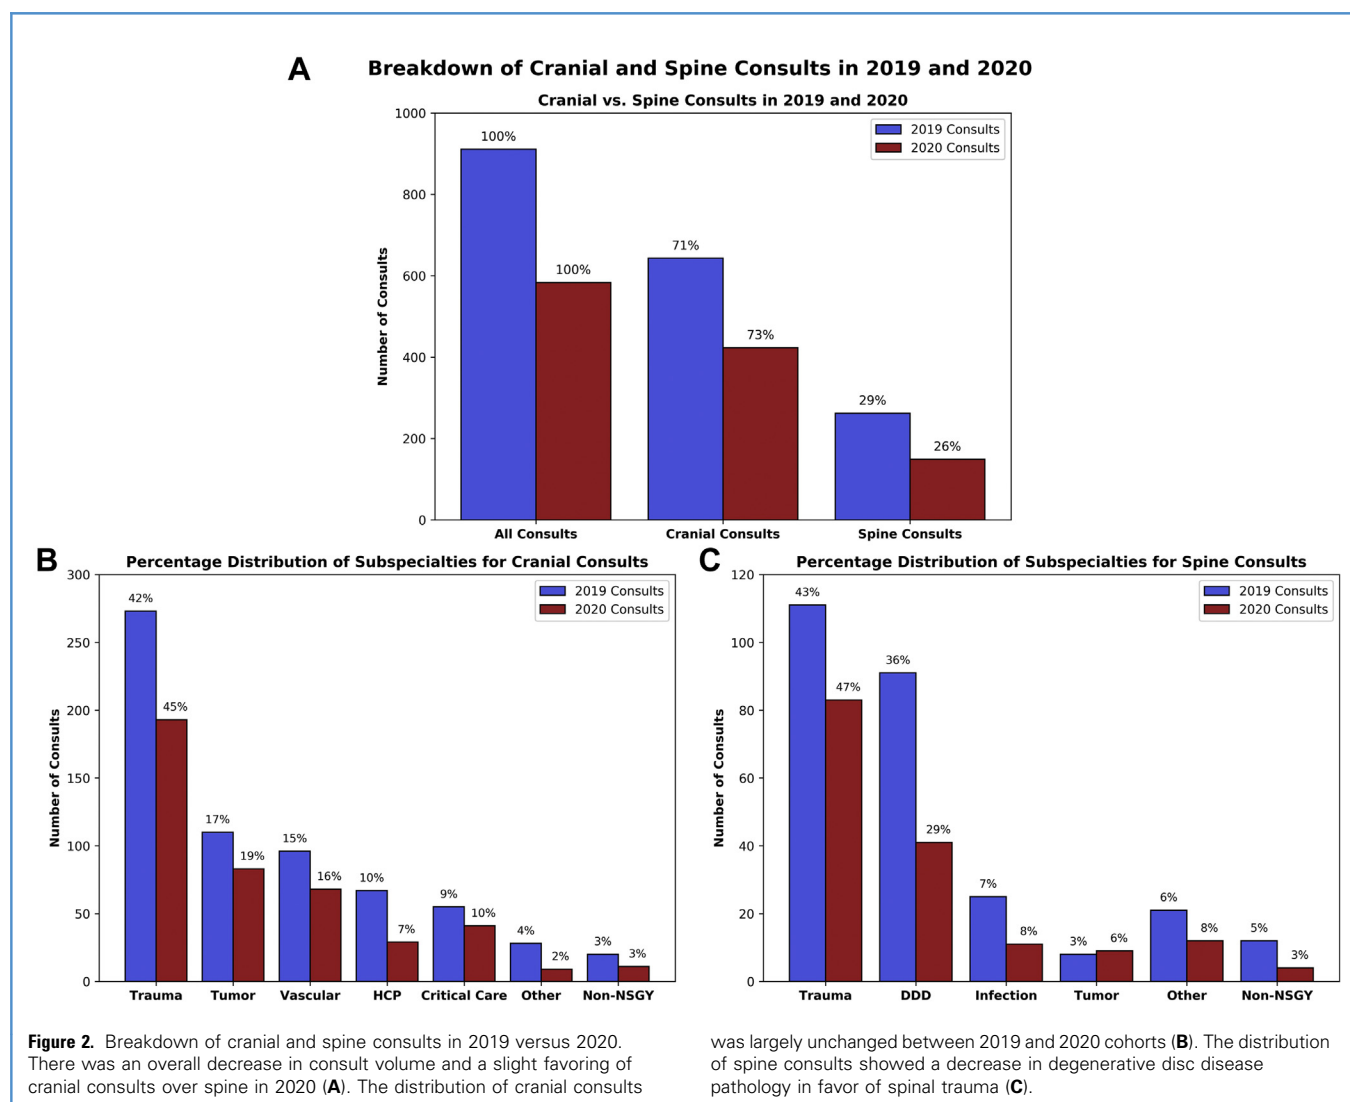 A
Breakdown of Cranial and Spine Consults in 2019 and 2020
Cranial vs. Spine Consults in 2019 and 2020
Number of Consults
1000
800
600
400
200
0
2019 Consults
2020 Consults
100%
100%
71%
73%
29%
26%
All Consults
Cranial Consults
Spine Consults
B
Percentage Distribution of Subspecialties for Cranial Consults
Number of Consults
300
250
200
150
100
50
0
2019 Consults
2020 Consults
42%
45%
17%
19%
15%
16%
10%
7%
9%
10%
4%
2%
3%
3%
Trauma
Tumor
Vascular
HCP
Critical Care
Other
Non-NSGY
C
Percentage Distribution of Subspecialties for Spine Consults
Number of Consults
120
100
80
60
40
20
0
2019 Consults
2020 Consults
43%
47%
36%
29%
7%
8%
3%
6%
6%
8%
5%
3%
Trauma
DDD
Infection
Tumor
Other
Non-NSGY
Figure 2. Breakdown of cranial and spine consults in 2019 versus 2020.
There was an overall decrease in consult volume and a slight favoring of
cranial consults over spine in 2020 (A). The distribution of cranial consults
was largely unchanged between 2019 and 2020 cohorts (B). The distribution
of spine consults showed a decrease in degenerative disc disease
pathology in favor of spinal trauma (C).